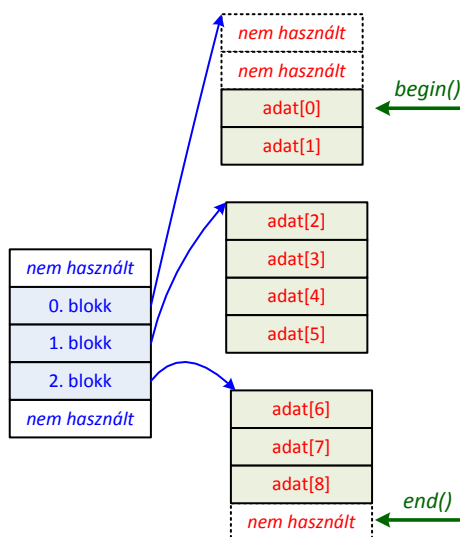 nem használt
nem használt
adat[0]
begin()
adat[1]
adat[2]
adat[3]
adat[4]
adat[5]
nem használt
0. blokk
1. blokk
2. blokk
nem használt
adat[6]
adat[7]
adat[8]
nem használt
end()